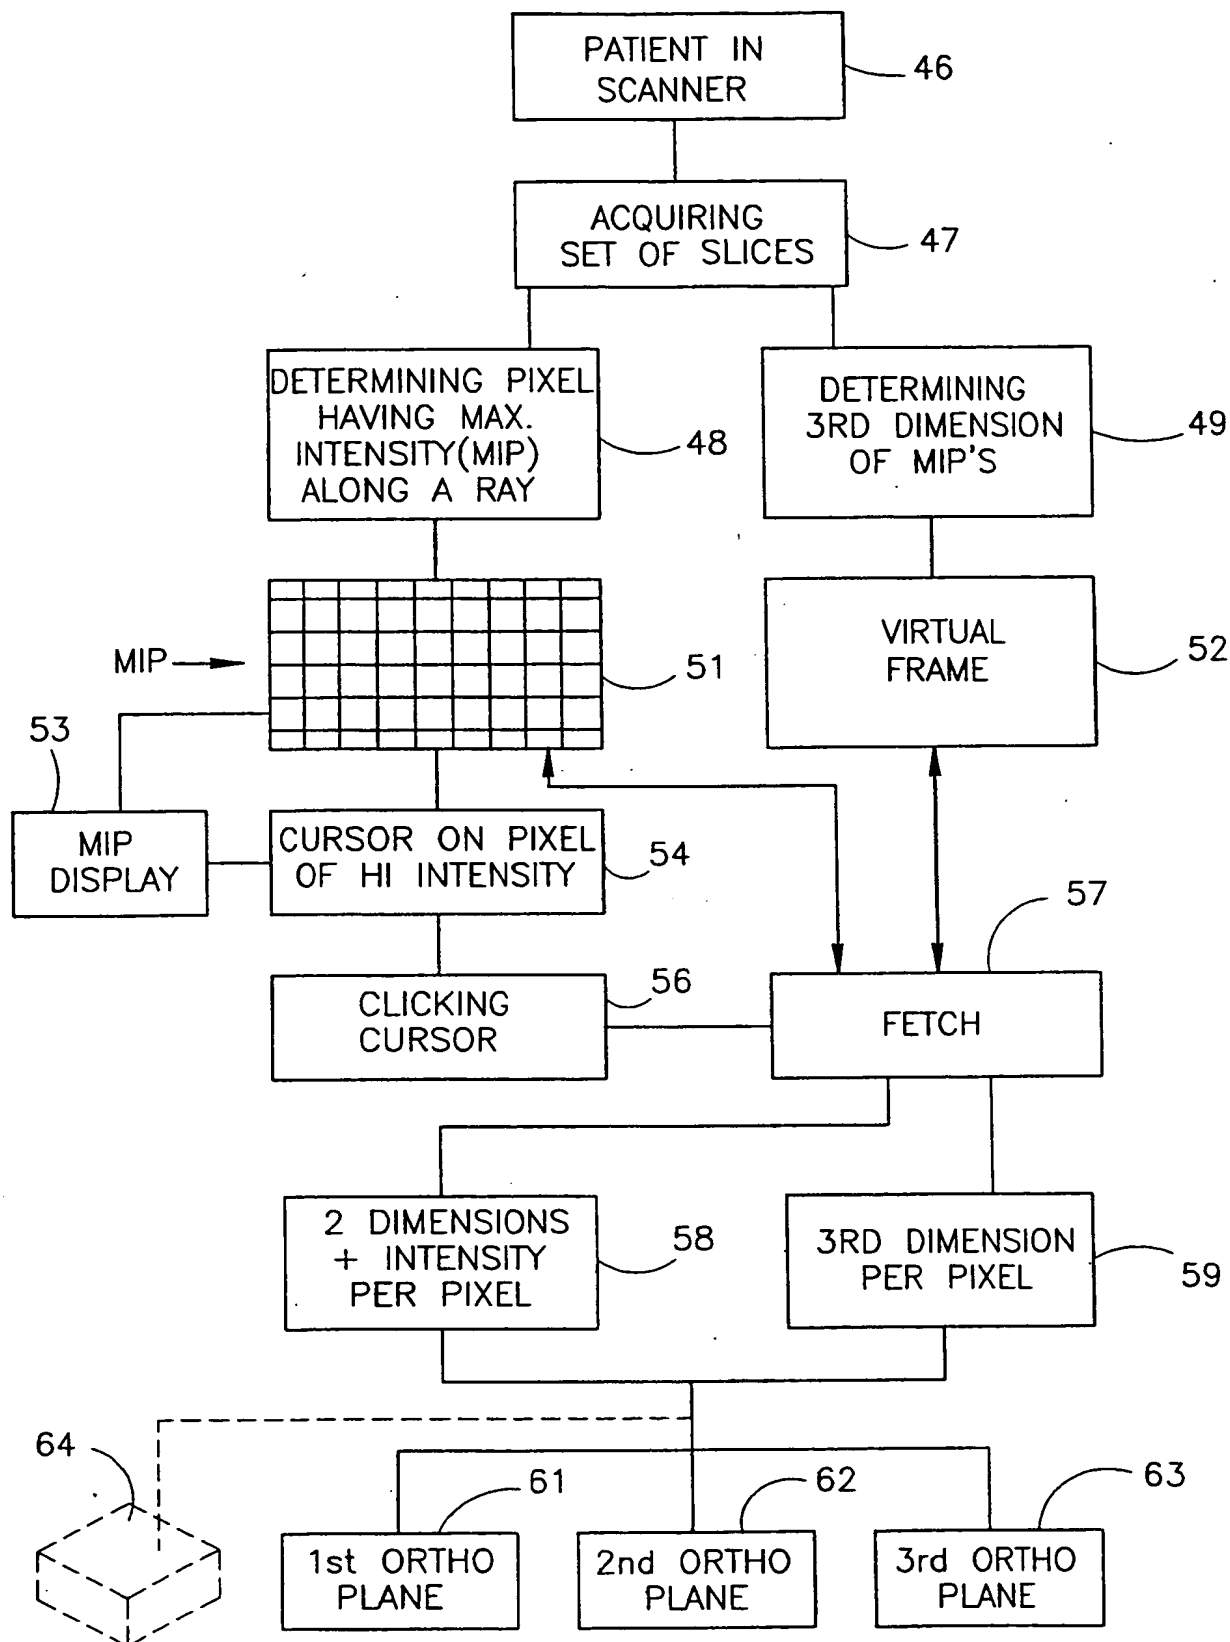 PATIENT IN
SCANNER
46
ACQUIRING
SET OF SLICES
47
DETERMINING PIXEL
HAVING MAX.
INTENSITY(MIP)
ALONG A RAY
48
DETERMINING
3RD DIMENSION
OF MIP'S
49
MIP
51
VIRTUAL
FRAME
52
53
MIP
DISPLAY
CURSOR ON PIXEL
OF HI INTENSITY
54
CLICKING
CURSOR
56
57
FETCH
2 DIMENSIONS
+ INTENSITY
PER PIXEL
58
3RD DIMENSION
PER PIXEL
59
64
61
62
63
1st ORTHO
PLANE
2nd ORTHO
PLANE
3rd ORTHO
PLANE